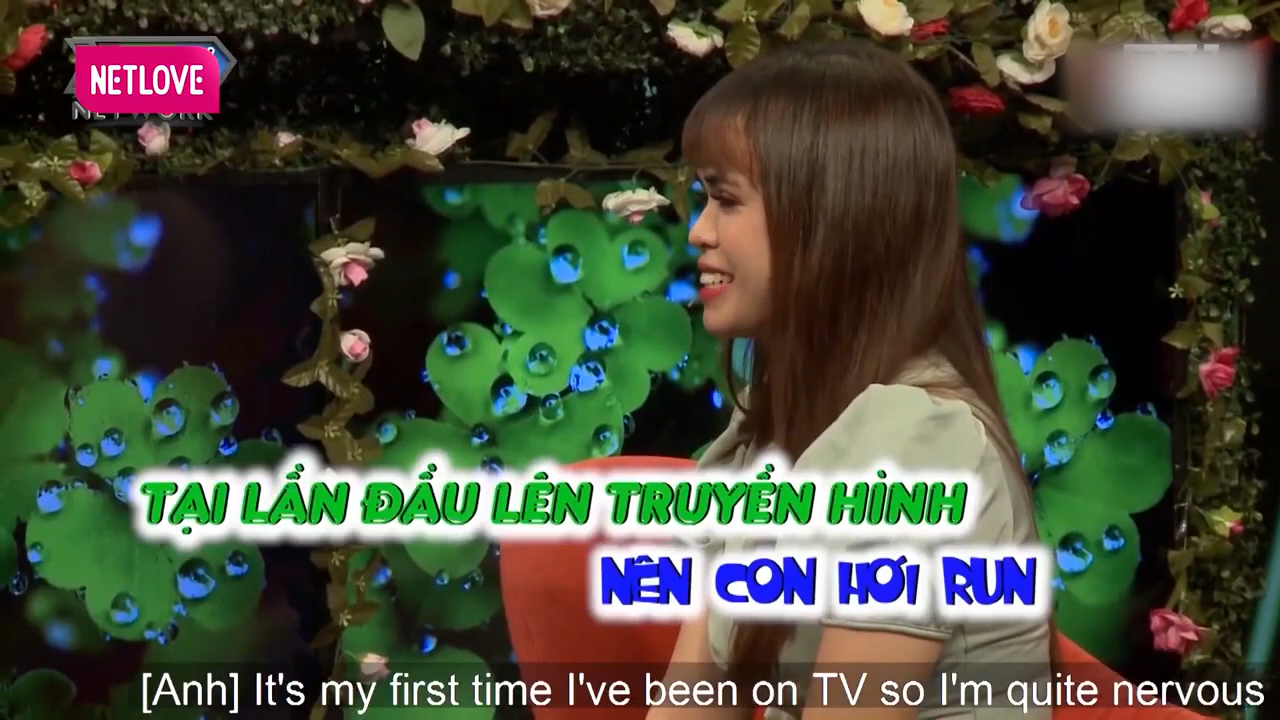 NETLOVE
NETWORK
TẠI LẦN ĐẦU LÊN TRUYỀN HÌNH
NÊN CON HƠI RUN
[Anh] It's my first time I've been on TV so I'm quite nervous